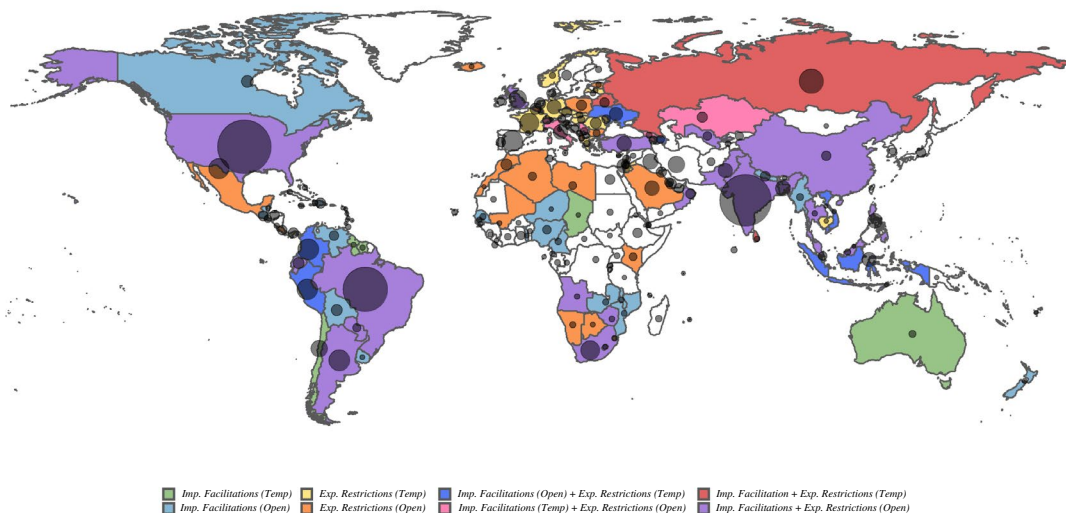 Imp. Facilitations (Temp) Exp. Restrictions (Temp) Imp. Facilitations (Open) + Exp. Restrictions (Temp) Imp. Facilitation + Exp. Restrictions (Temp)
Imp. Facilitations (Open) Exp. Restrictions (Open) Imp. Facilitations (Temp) + Exp. Restrictions (Open) Imp. Facilitations + Exp. Restrictions (Open)